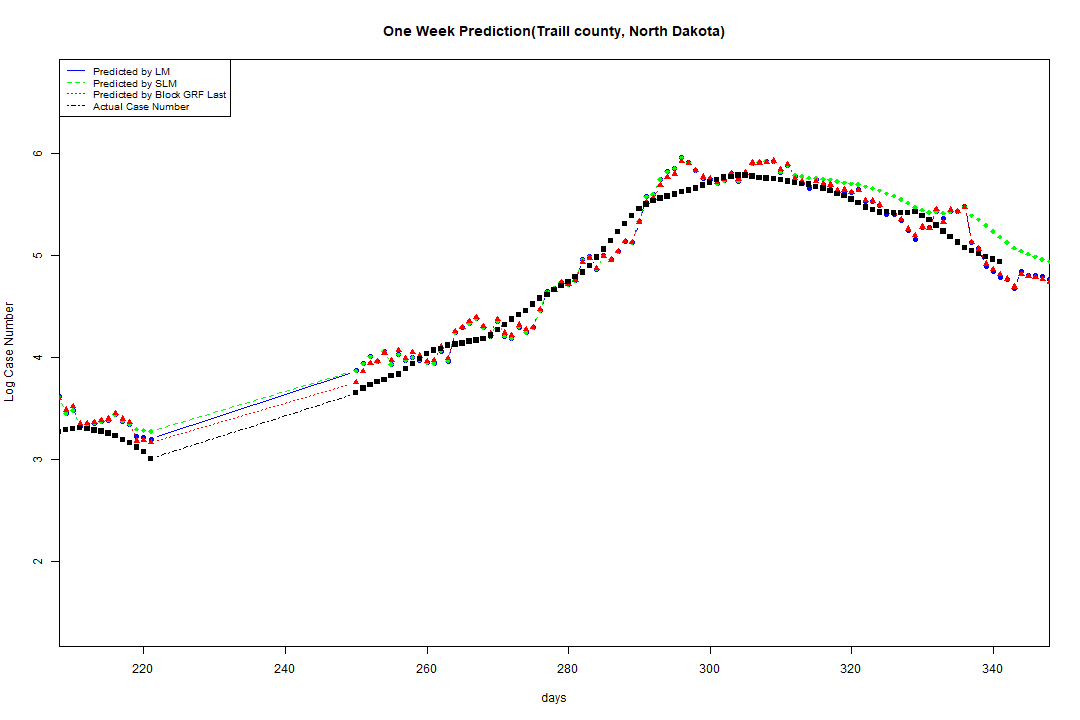 One Week Prediction(Traill county, North Dakota)
Predicted by LM
Predicted by SLM
Predicted by Block GRF Last
Actual Case Number
Log Case Number
6
5
4
3
2
220 240 260 280 300 320 340
days